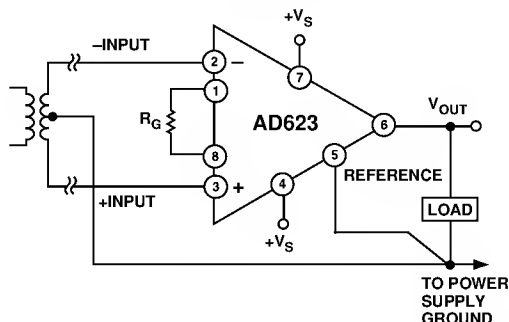 +VS
–INPUT
2
–
7
1
RG
AD623
6
VOUT
5
8
REFERENCE
3
+
4
+INPUT
LOAD
+VS
TO POWER
SUPPLY
GROUND